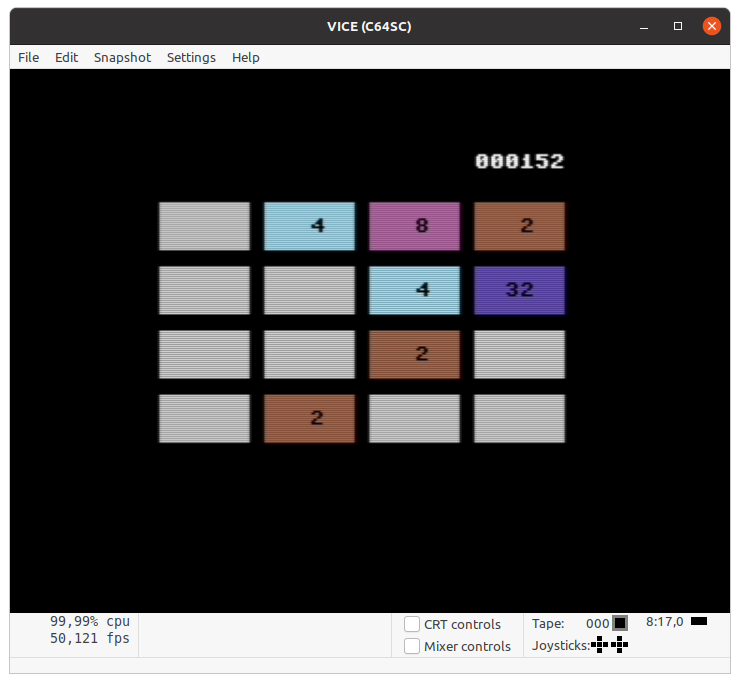 VICE (C64SC)
File Edit Snapshot Settings Help
000152
4 8 2
4 32
2
2
99,99% cpu
50,121 fps
CRT controls
Mixer controls
Tape: 000
Joysticks:
8:17,0